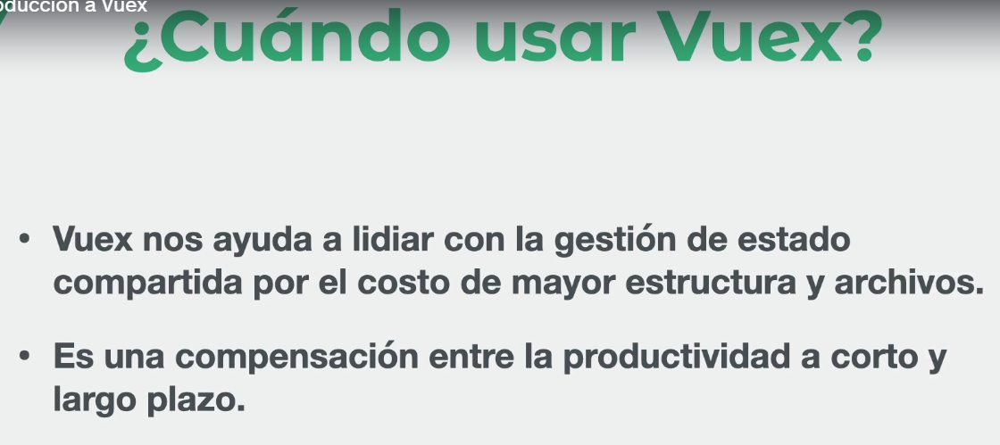 oducción a Vuex
¿Cuándo usar Vuex?
• Vuex nos ayuda a lidiar con la gestión de estado
compartida por el costo de mayor estructura y archivos.
• Es una compensación entre la productividad a corto y
largo plazo.